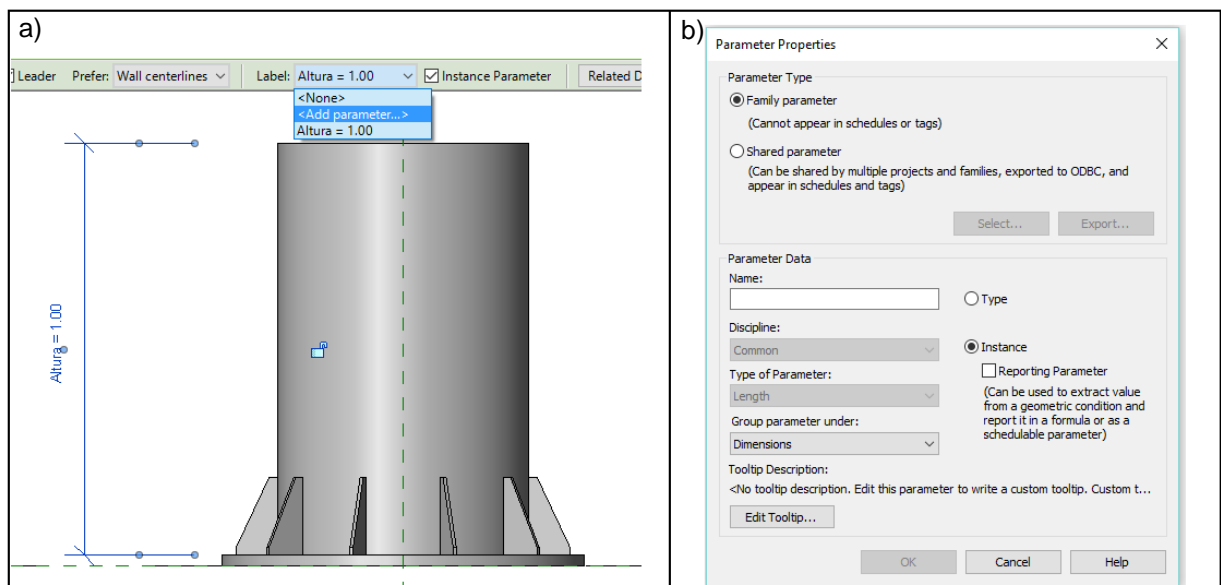 a)
Leader Prefer: Wall centerlines Label: Altura = 1.00 Instance Parameter Related D
<None>
<Add parameter...>
Altura = 1.00
Altura = 1.00
b)
Parameter Properties
Parameter Type
Family parameter
(Cannot appear in schedules or tags)
Shared parameter
(Can be shared by multiple projects and families, exported to ODBC, and
appear in schedules and tags)
Select... Export...
Parameter Data
Name:
Type
Discipline:
Common
Instance
Reporting Parameter
Type of Parameter:
(Can be used to extract value
from a geometric condition and
report it in a formula or as a
schedulable parameter)
Length
Group parameter under:
Dimensions
Tooltip Description:
<No tooltip description. Edit this parameter to write a custom tooltip. Custom t...
Edit Tooltip...
OK Cancel Help